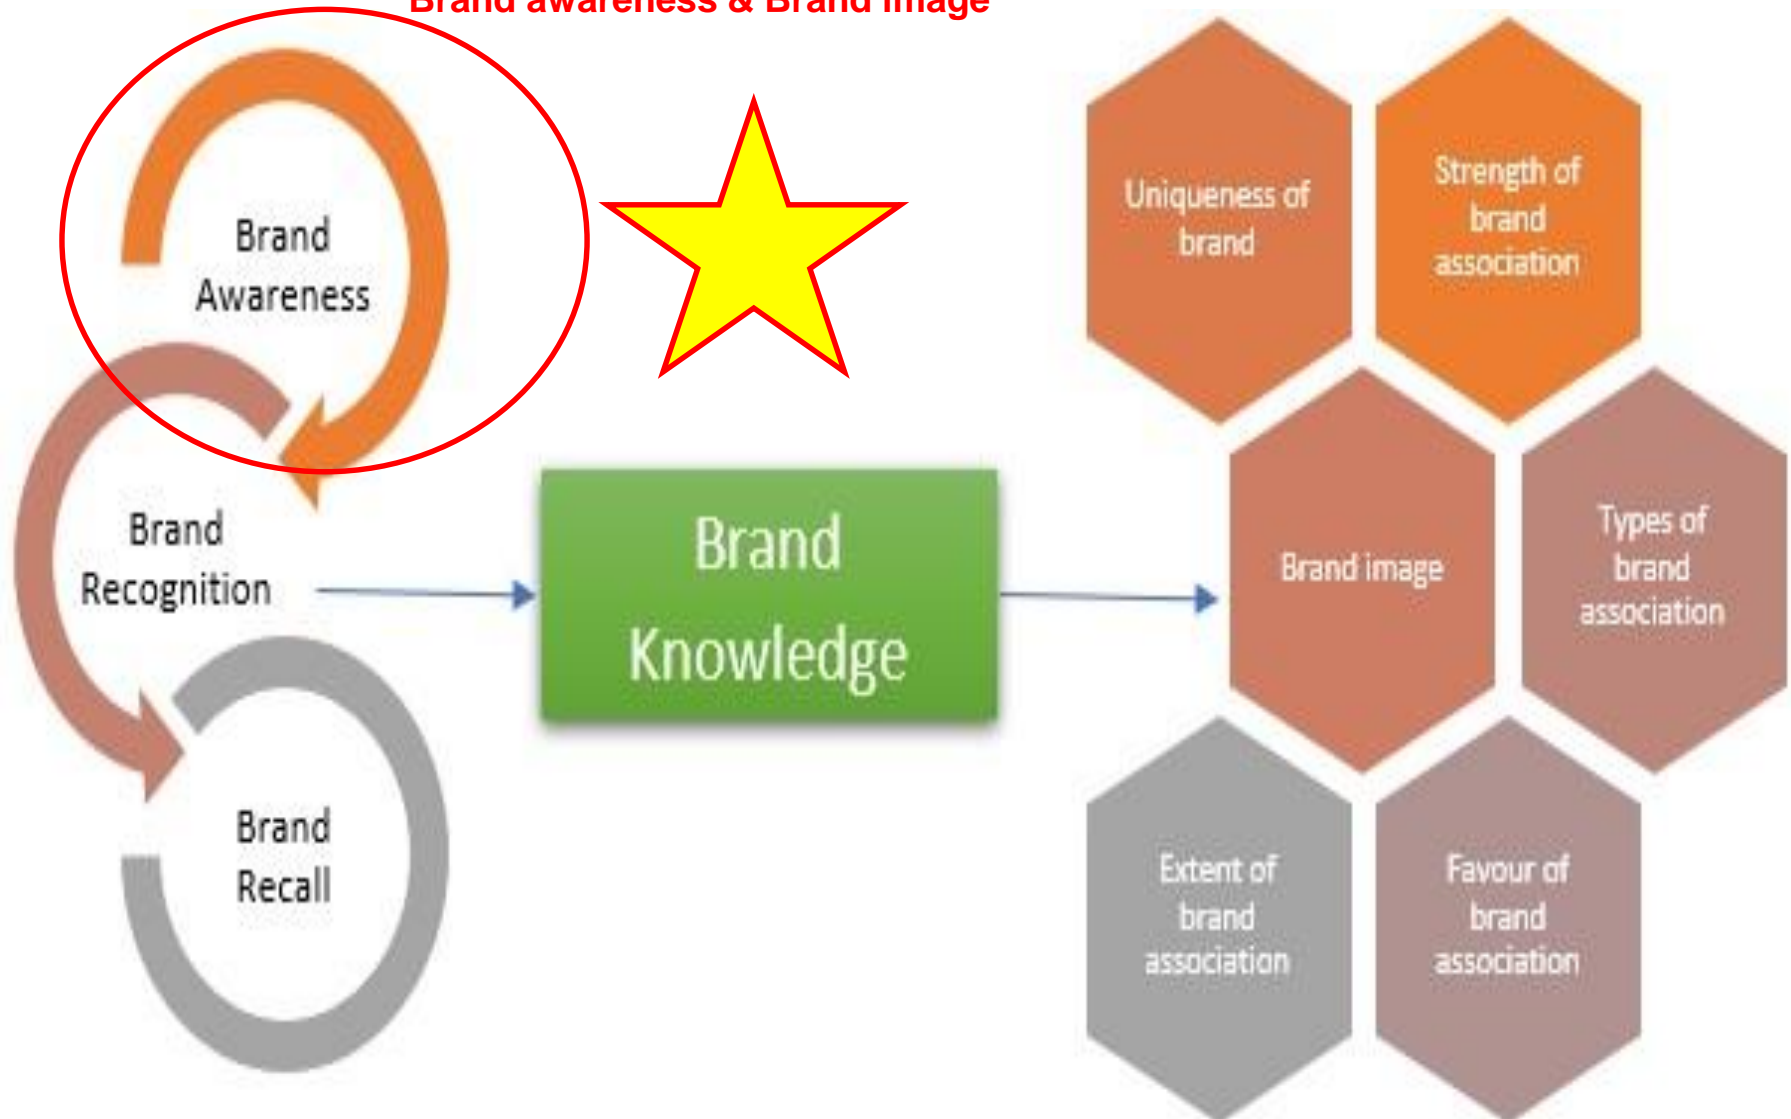 Brand awareness & Brand image
Brand
Awareness
Brand
Recognition
Brand
Recall
Brand
Knowledge
Uniqueness of
brand
Strength of
brand
association
Brand image
Types of
brand
association
Extent of
brand
association
Favour of
brand
association